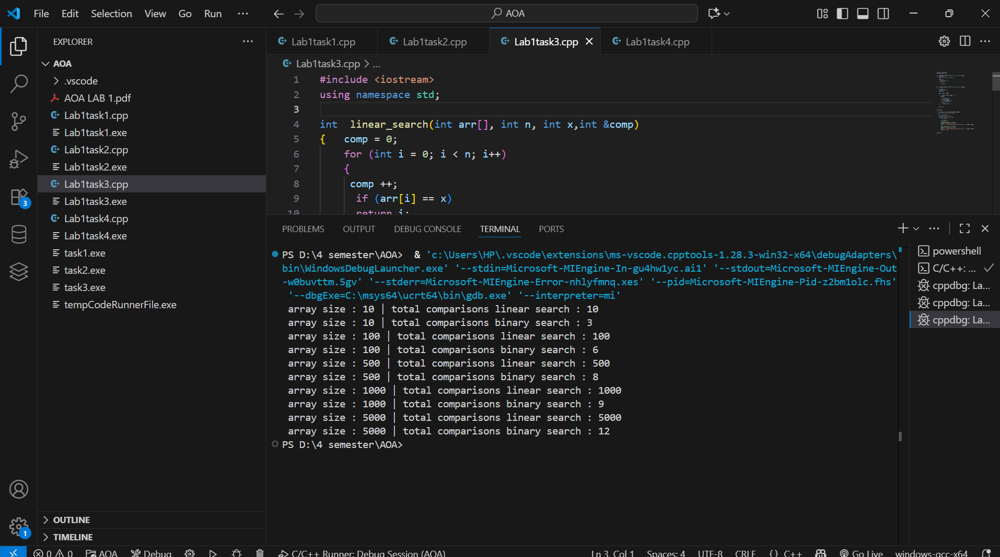 File Edit Selection View Go Run ...
AOA
EXPLORER
AOA
.vscode
AOA LAB 1.pdf
Lab1task1.cpp
Lab1task1.exe
Lab1task2.cpp
Lab1task2.exe
Lab1task3.cpp
Lab1task3.exe
Lab1task4.cpp
Lab1task4.exe
task1.exe
task2.exe
task3.exe
tempCodeRunnerFile.exe
OUTLINE
TIMELINE
3
1
Lab1task1.cpp Lab1task2.cpp Lab1task3.cpp Lab1task4.cpp
Lab1task3.cpp > ...
1 #include <iostream>
2 using namespace std;
3
4 int  linear_search(int arr[], int n, int x,int &comp)
5 {   comp = 0;
6     for (int i = 0; i < n; i++)
7     {
8      comp ++;
9       if (arr[i] == x)
10       return i;
PROBLEMS OUTPUT DEBUG CONSOLE TERMINAL PORTS
PS D:\4 semester\AOA>  & 'c:\Users\HP\.vscode\extensions\ms-vscode.cpptools-1.28.3-win32-x64\debugAdapters\
bin\WindowsDebugLauncher.exe' '--stdin=Microsoft-MIEngine-In-gu4hw1yc.ai1' '--stdout=Microsoft-MIEngine-Out
-w0buvttm.5gv' '--stderr=Microsoft-MIEngine-Error-nhlyfmnq.xes' '--pid=Microsoft-MIEngine-Pid-z2bm1olc.fhs'
'--dbgExe=C:\msys64\ucrt64\bin\gdb.exe' '--interpreter=mi'
array size : 10 | total comparisons linear search : 10
array size : 10 | total comparisons binary search : 3
array size : 100 | total comparisons linear search : 100
array size : 100 | total comparisons binary search : 6
array size : 500 | total comparisons linear search : 500
array size : 500 | total comparisons binary search : 8
array size : 1000 | total comparisons linear search : 1000
array size : 1000 | total comparisons binary search : 9
array size : 5000 | total comparisons linear search : 5000
array size : 5000 | total comparisons binary search : 12
PS D:\4 semester\AOA>
powershell
C/C++: ...
cppdbg: La...
cppdbg: La...
cppdbg: La...
0 0 AOA Debug C/C++ Runner: Debug Session (AOA) Ln 3, Col 1 Spaces: 4 UTF-8 CRLF {} C++ Go Live windows-gcc-x64